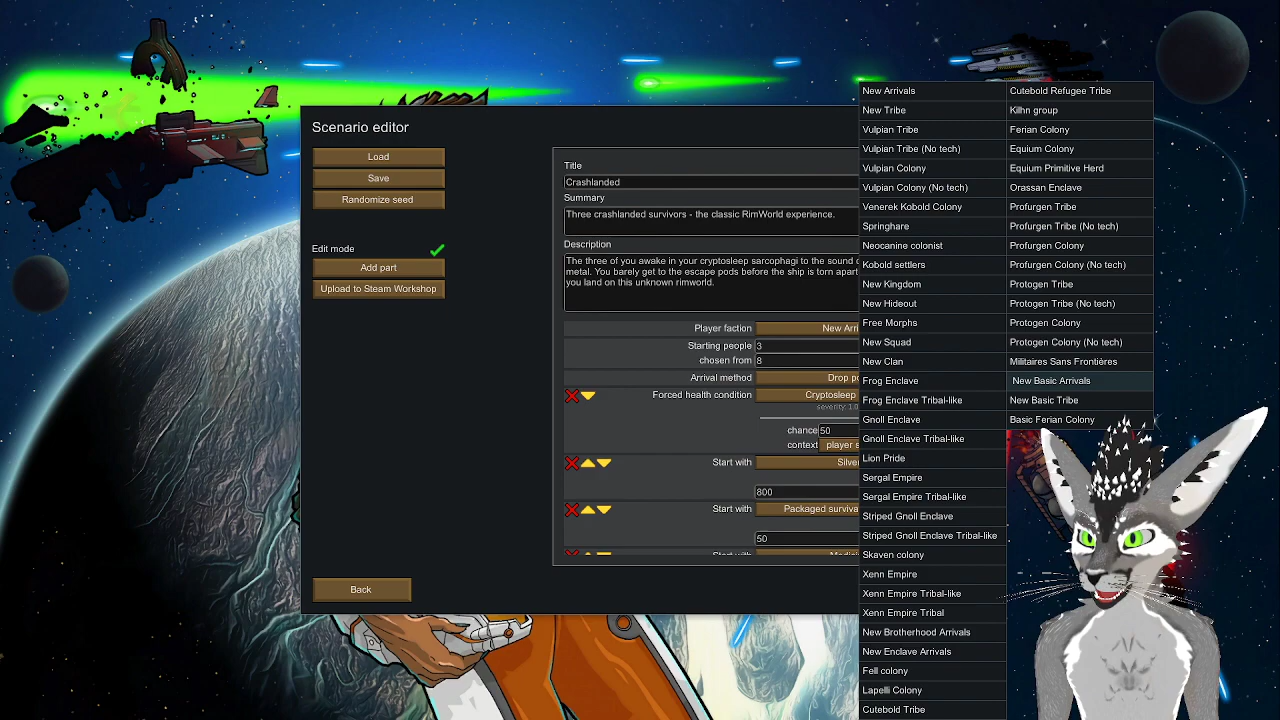 Scenario editor
Load
Save
Randomize seed
Edit mode
Add part
Upload to Steam Workshop
Back
Title
Crashlanded
Summary
Three crashlanded survivors - the classic RimWorld experience.
Description
The three of you awake in your cryptosleep sarcophagi to the sound
metal. You barely get to the escape pods before the ship is torn apart
you land on this unknown rimworld.
Player faction
New Arri
Starting people
3
chosen from
8
Arrival method
Drop po
Forced health condition
Cryptosleep
severity: 1.0
chance
50
context
player s
Start with
Silve
800
Start with
Packaged surviva
50
New Arrivals
New Tribe
Vulpian Tribe
Vulpian Tribe (No tech)
Vulpian Colony
Vulpian Colony (No tech)
Venerek Kobold Colony
Springhare
Neocanine colonist
Kobold settlers
New Kingdom
New Hideout
Free Morphs
New Squad
New Clan
Frog Enclave
Frog Enclave Tribal-like
Gnoll Enclave
Gnoll Enclave Tribal-like
Lion Pride
Sergal Empire
Sergal Empire Tribal-like
Striped Gnoll Enclave
Striped Gnoll Enclave Tribal-like
Skaven colony
Xenn Empire
Xenn Empire Tribal-like
Xenn Empire Tribal
New Brotherhood Arrivals
New Enclave Arrivals
Fell colony
Lapelli Colony
Cutebold Tribe
Cutebold Refugee Tribe
Kilhn group
Ferian Colony
Equium Colony
Equium Primitive Herd
Orassan Enclave
Profurgen Tribe
Profurgen Tribe (No tech)
Profurgen Colony
Profurgen Colony (No tech)
Protogen Tribe
Protogen Tribe (No tech)
Protogen Colony
Protogen Colony (No tech)
Militaires Sans Frontières
New Basic Arrivals
New Basic Tribe
Basic Ferian Colony